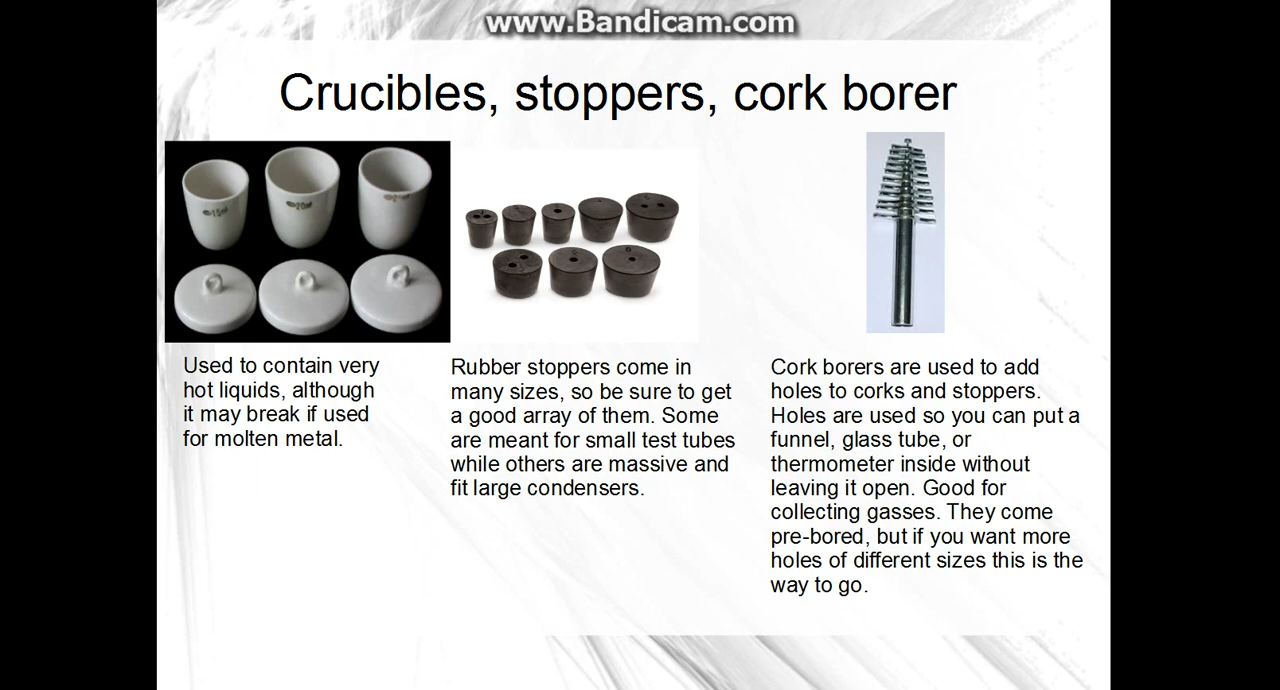 www.Bandicam.com
Crucibles, stoppers, cork borer
Used to contain very
hot liquids, although
it may break if used
for molten metal.
Rubber stoppers come in
many sizes, so be sure to get
a good array of them. Some
are meant for small test tubes
while others are massive and
fit large condensers.
Cork borers are used to add
holes to corks and stoppers.
Holes are used so you can put a
funnel, glass tube, or
thermometer inside without
leaving it open. Good for
collecting gasses. They come
pre-bored, but if you want more
holes of different sizes this is the
way to go.